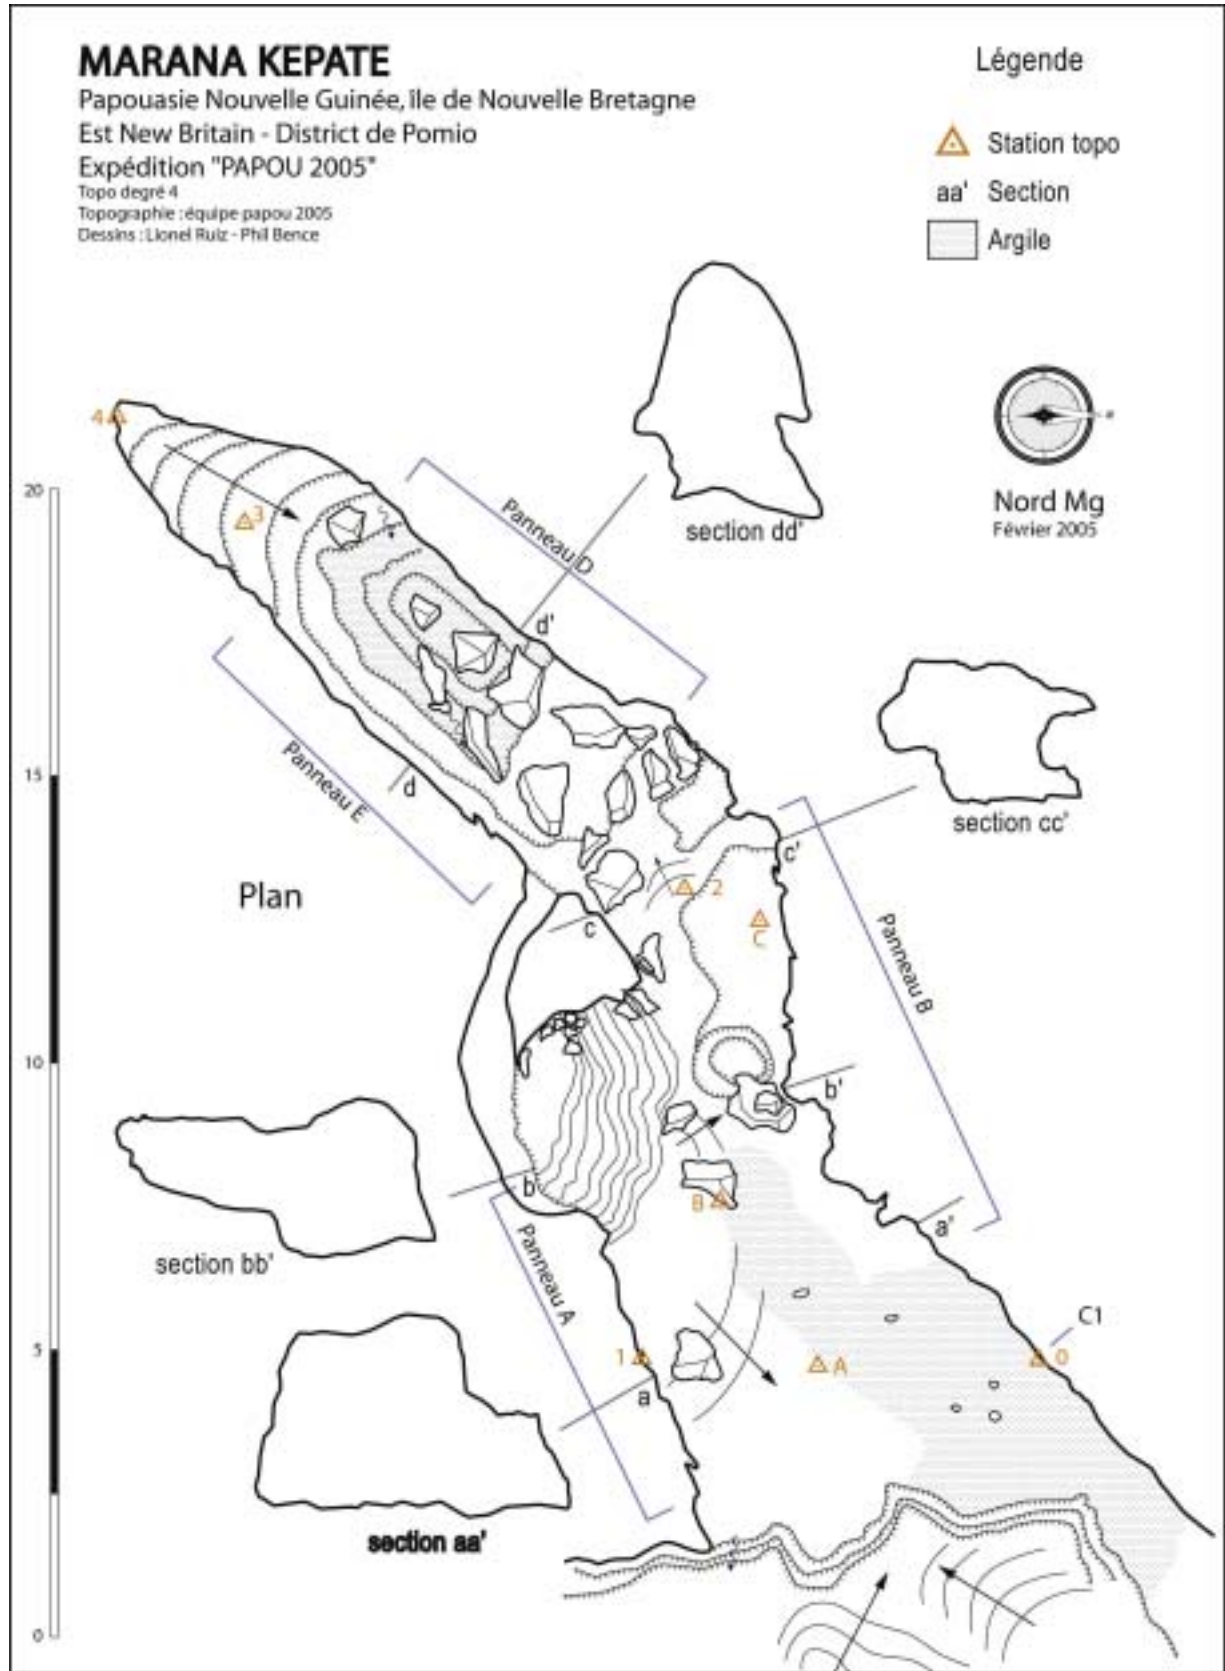 MARANA KEPATE
Papouasie Nouvelle Guinée, île de Nouvelle Bretagne
Est New Britain - District de Pomio
Expédition "PAPOU 2005"
Topo degré 4
Topographie : équipe papou 2005
Dessins : Lionel Ruiz - Phil Bence
Légende
Station topo
aa' Section
Argile
Nord Mg
Février 2005
section dd'
4
3
20
Panneau D
d'
15
Panneau E
d
section cc'
c'
Plan
2
C
c
Panneau B
10
b'
b
B
a'
section bb'
Panneau A
C1
5
1
A
0
a
section aa'
0